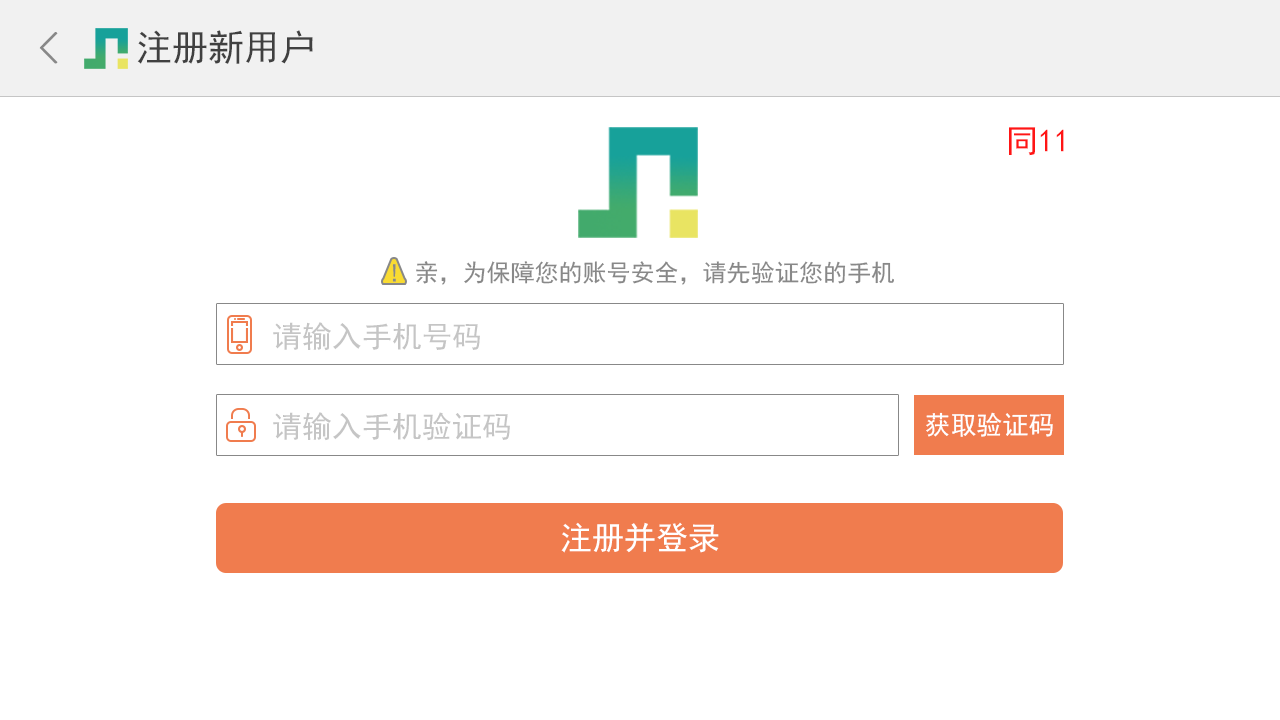 注册新用户
同11
亲，为保障您的账号安全，请先验证您的手机
请输入手机号码
请输入手机验证码
获取验证码
注册并登录